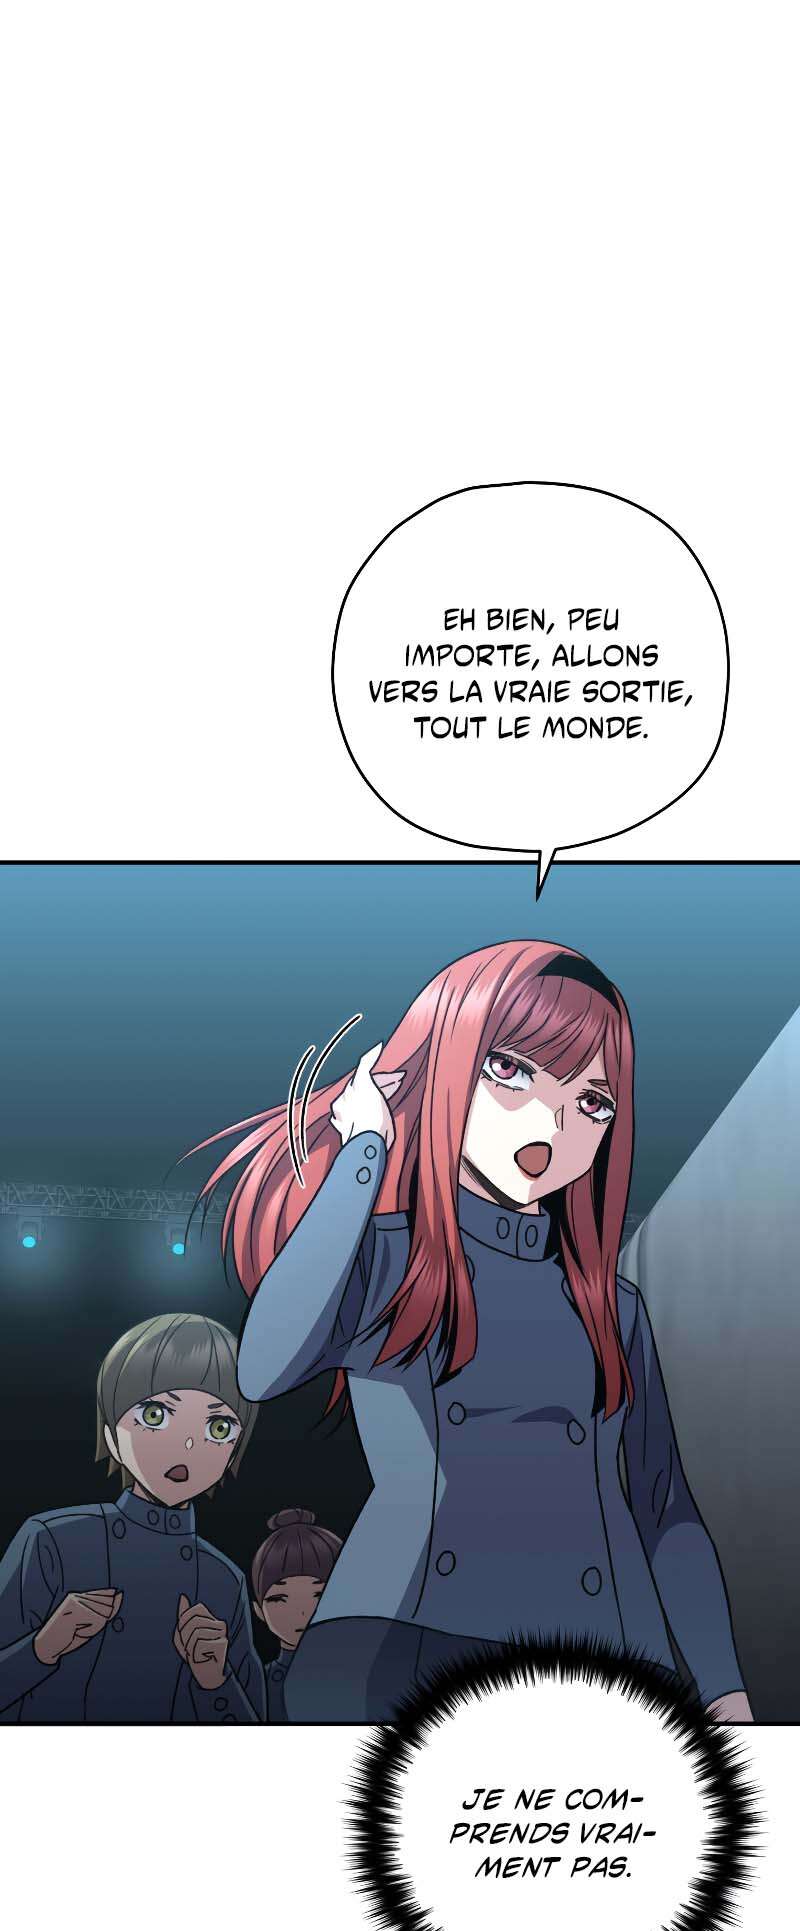 EH BIEN, PEU
IMPORTE, ALLONS
VERS LA VRAIE SORTIE,
TOUT LE MONDE.
JE NE COM-
PRENDS VRAI-
MENT PAS.